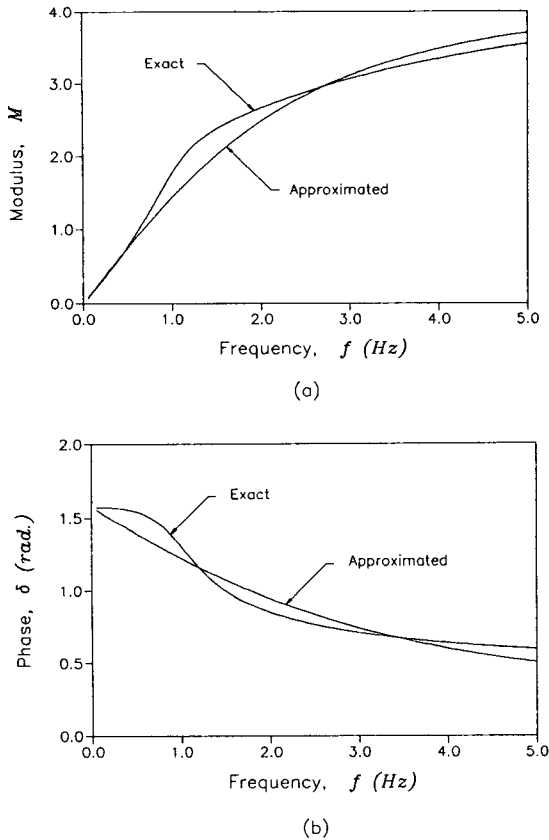 4.0
3.0
2.0
1.0
0.0
Modulus, M
Exact
Approximated
0.0 1.0 2.0 3.0 4.0 5.0
Frequency, f (Hz)
(a)
2.0
1.5
1.0
0.5
0.0
Phase, δ (rad.)
Exact
Approximated
0.0 1.0 2.0 3.0 4.0 5.0
Frequency, f (Hz)
(b)